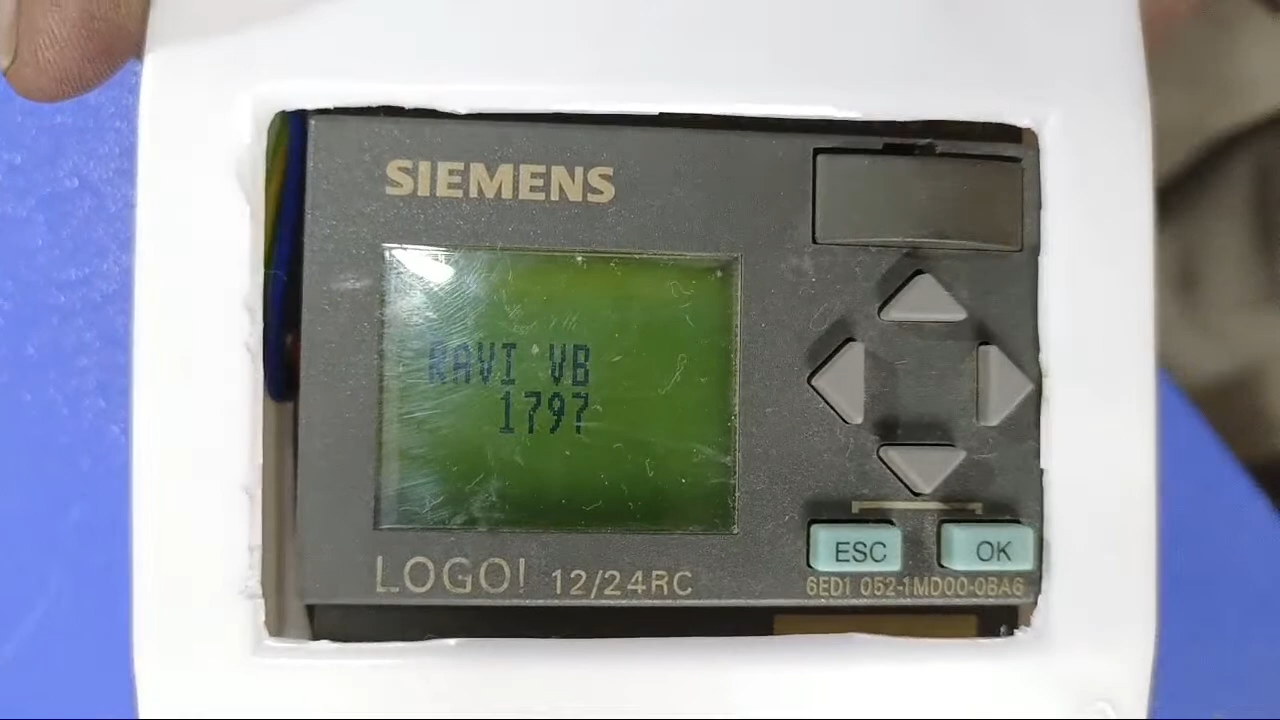 SIEMENS
RAVI VB
1797
ESC
OK
LOGO! 12/24RC
6ED1 052-1MD00-0BA6